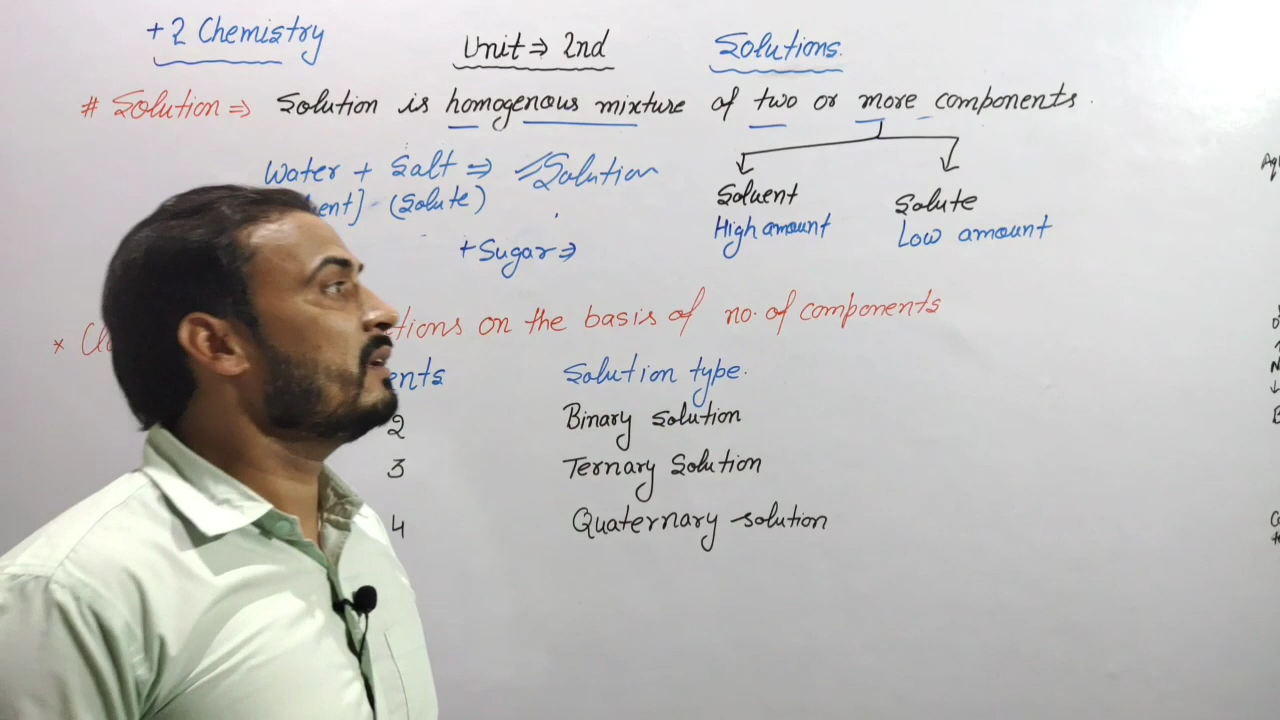 +2 Chemistry
Unit ⇒ 2nd
Solutions.
# Solution ⇒ Solution is homogenous mixture of two or more components.
Water + Salt ⇒ Solution
ent] (Solute)
+ Sugar ⇒
Solvent
High amount
Solute
Low amount
* Cl tions on the basis of no. of components
ents Solution type.
2 Binary Solution
3 Ternary Solution
4 Quaternary solution